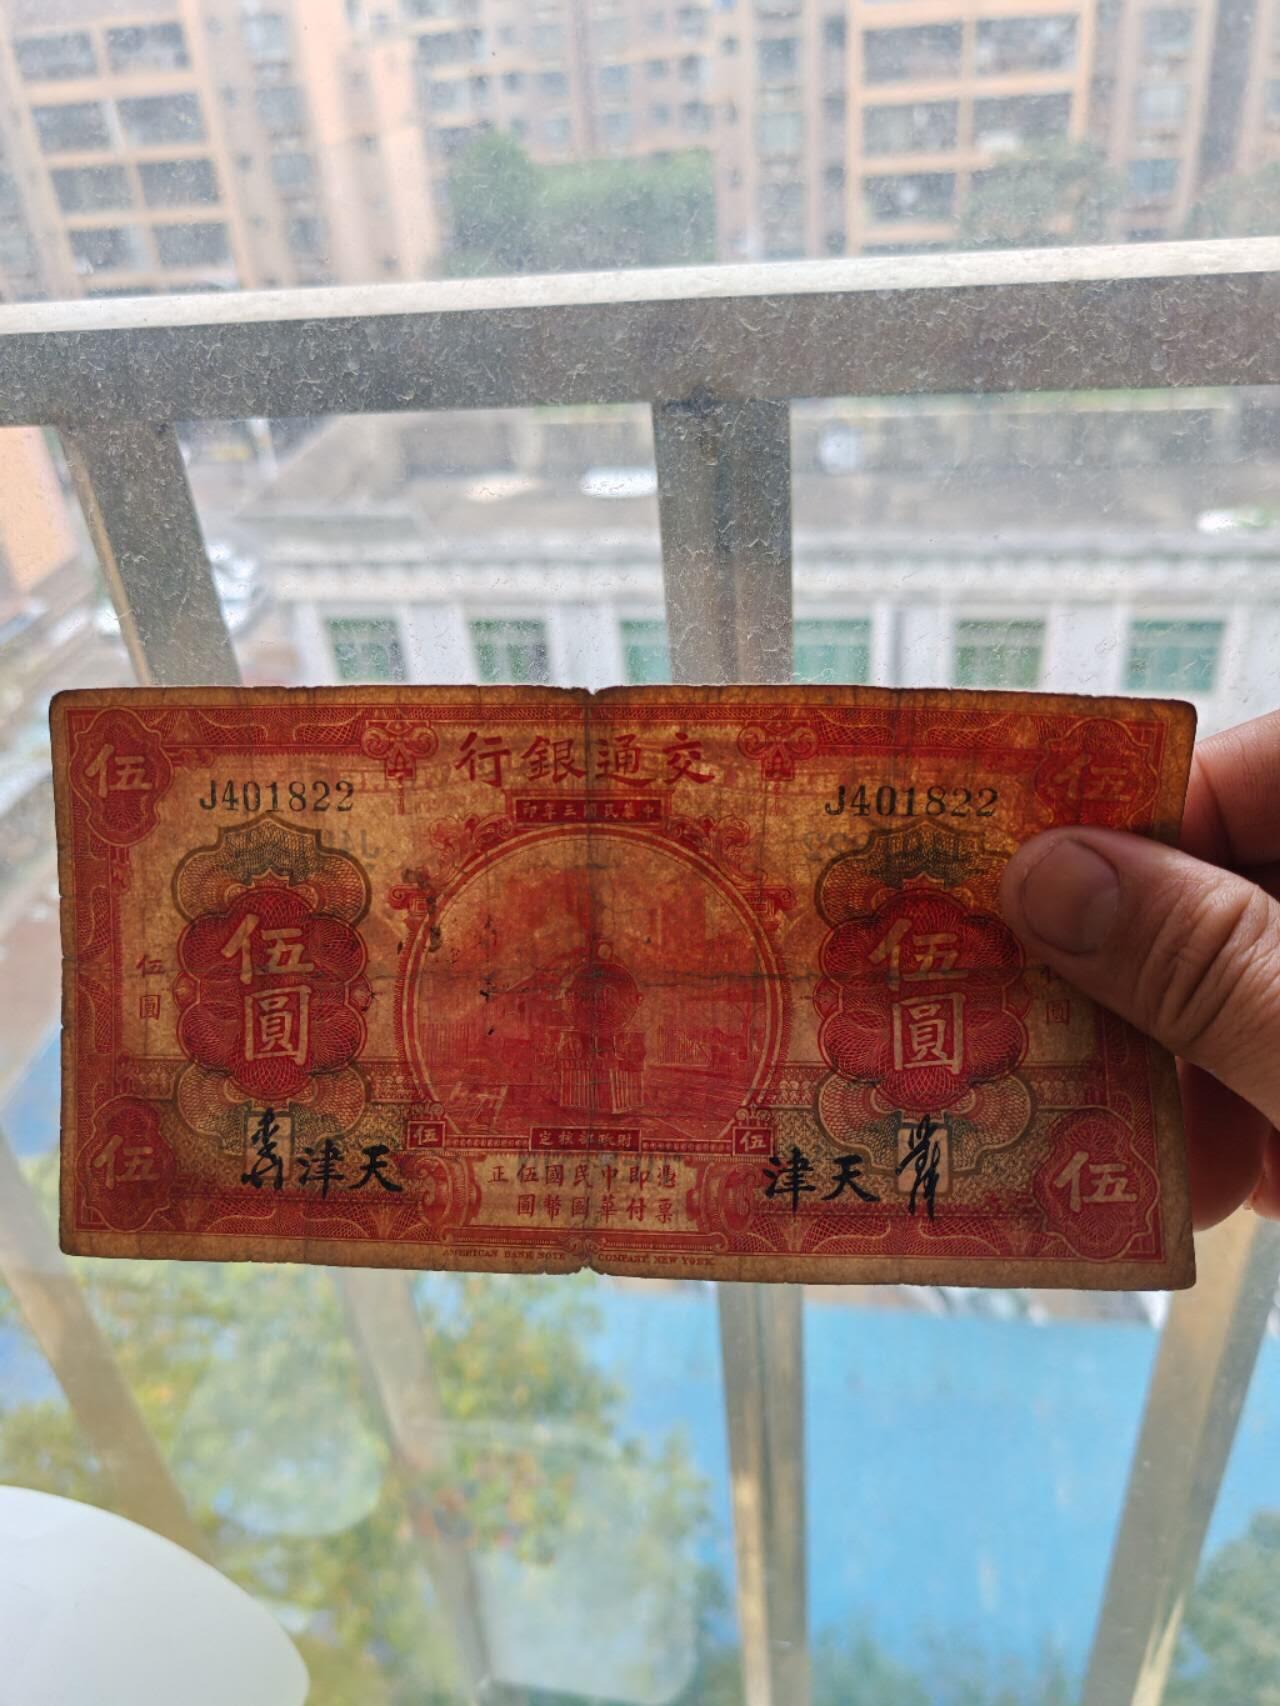 行銀通交
印年三國民華中
J401822
J401822
伍
伍
伍圓
伍圓
伍圓
圓
伍
伍
定核部政財
伍
伍
津天
津天
正伍國民中即憑
圓幣國華付票
AMERICAN BANK NOTE COMPANY NEW YORK